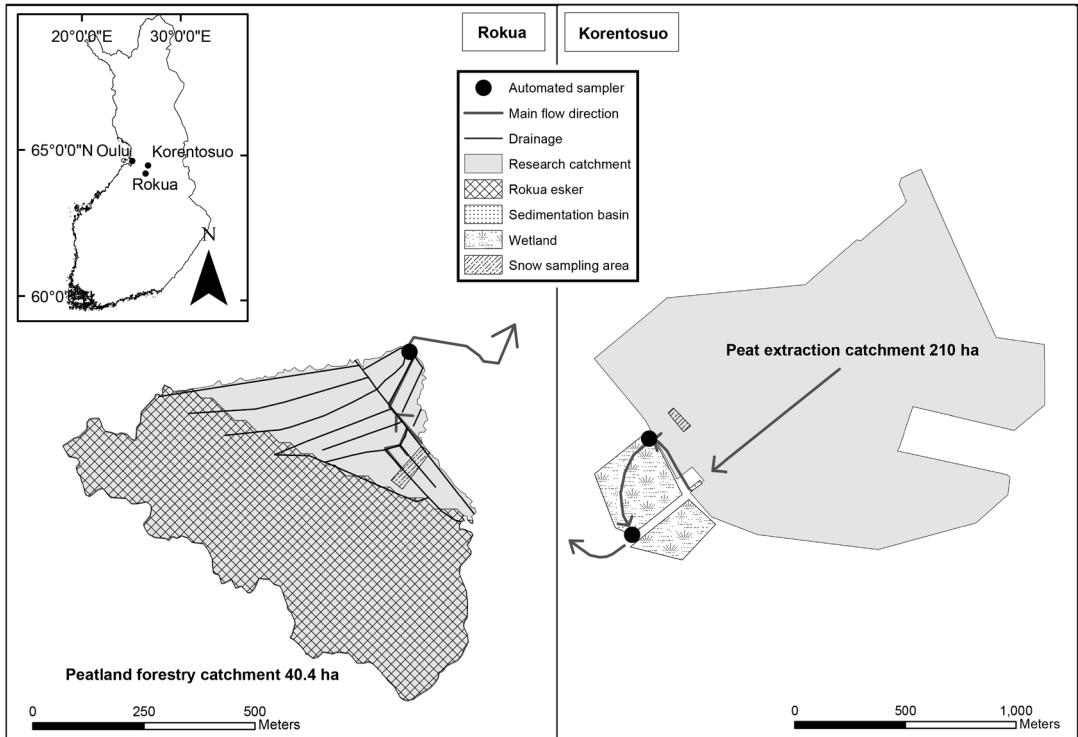 20°0'0"E 30°0'0"E
65°0'0"N Oulu Korentosuo
Rokua
N
60°0'0"N
Rokua
Korentosuo
Automated sampler
Main flow direction
Drainage
Research catchment
Rokua esker
Sedimentation basin
Wetland
Snow sampling area
Peatland forestry catchment 40.4 ha
0 250 500
Meters
Peat extraction catchment 210 ha
0 500 1,000
Meters